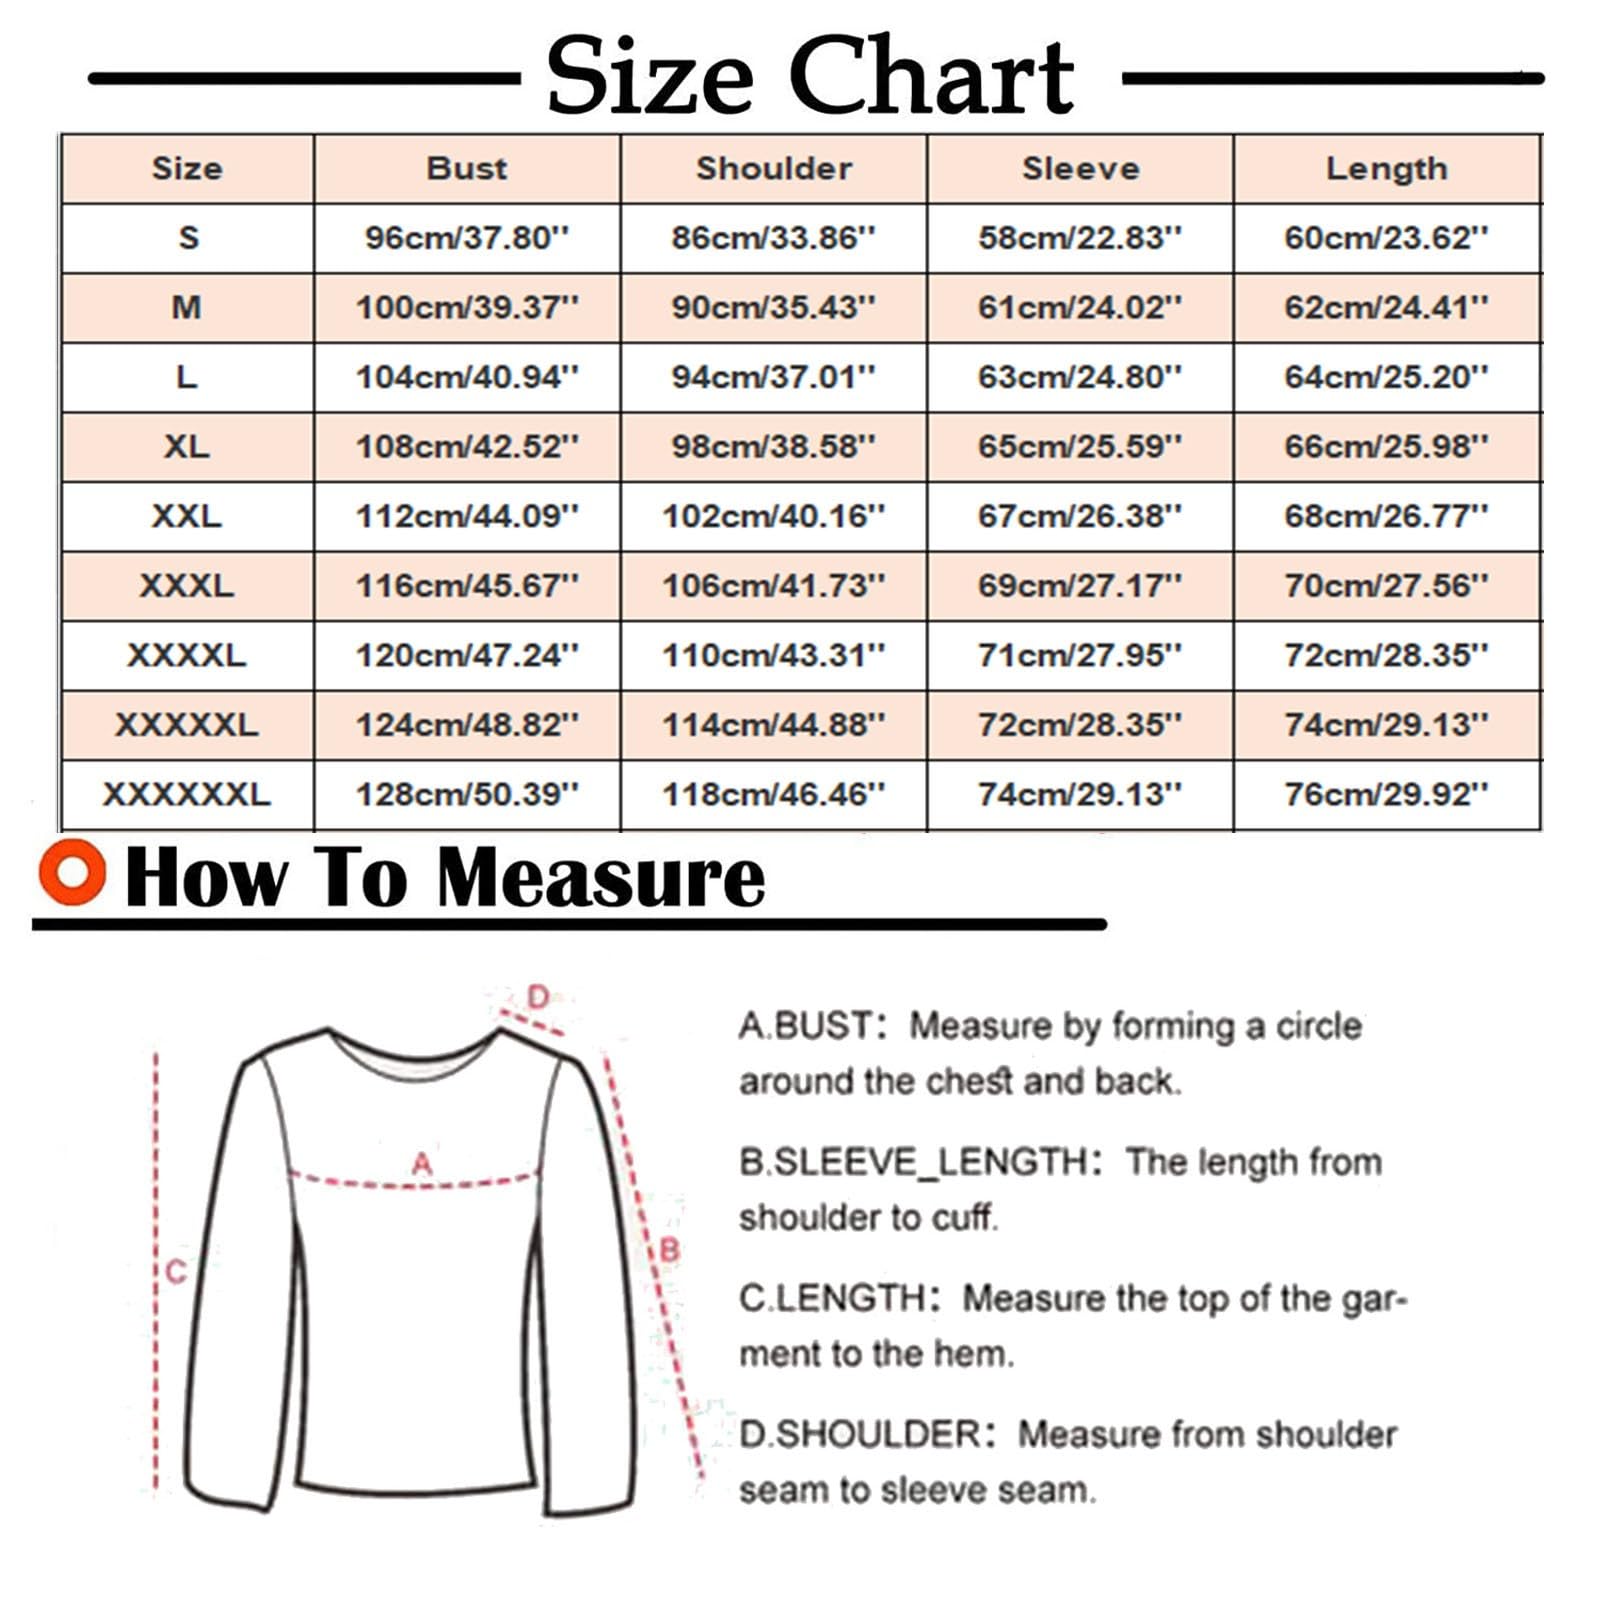 Size Chart
Size Bust Shoulder Sleeve Length
S 96cm/37.80'' 86cm/33.86'' 58cm/22.83'' 60cm/23.62''
M 100cm/39.37'' 90cm/35.43'' 61cm/24.02'' 62cm/24.41''
L 104cm/40.94'' 94cm/37.01'' 63cm/24.80'' 64cm/25.20''
XL 108cm/42.52'' 98cm/38.58'' 65cm/25.59'' 66cm/25.98''
XXL 112cm/44.09'' 102cm/40.16'' 67cm/26.38'' 68cm/26.77''
XXXL 116cm/45.67'' 106cm/41.73'' 69cm/27.17'' 70cm/27.56''
XXXXL 120cm/47.24'' 110cm/43.31'' 71cm/27.95'' 72cm/28.35''
XXXXXL 124cm/48.82'' 114cm/44.88'' 72cm/28.35'' 74cm/29.13''
XXXXXXL 128cm/50.39'' 118cm/46.46'' 74cm/29.13'' 76cm/29.92''
How To Measure
D
A
B
C
A.BUST: Measure by forming a circle
around the chest and back.
B.SLEEVE_LENGTH: The length from
shoulder to cuff.
C.LENGTH: Measure the top of the gar-
ment to the hem.
D.SHOULDER: Measure from shoulder
seam to sleeve seam.